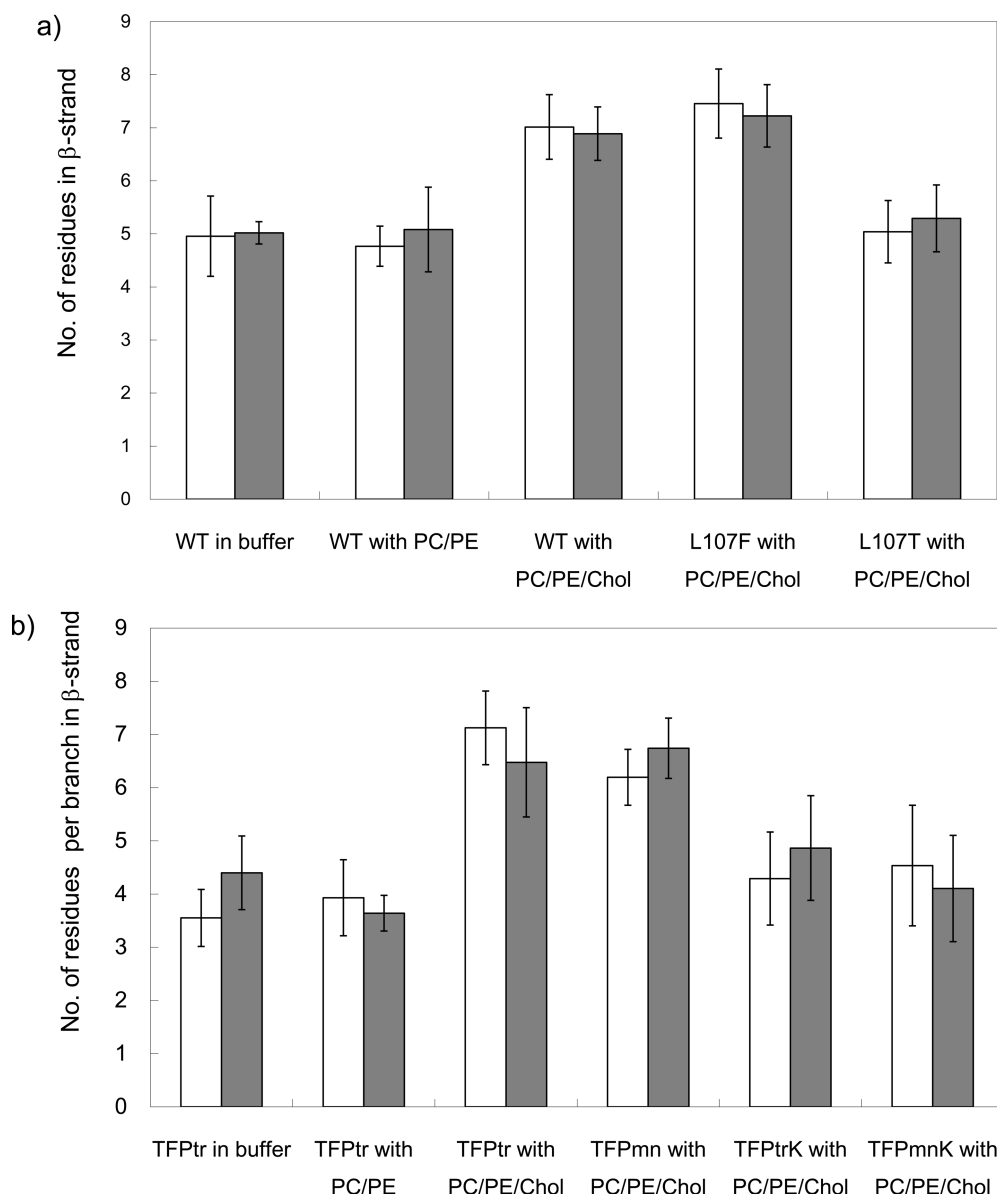 a)
No. of residues in β-strand
9
8
7
6
5
4
3
2
1
0
WT in buffer
WT with PC/PE
WT with
PC/PE/Chol
L107F with
PC/PE/Chol
L107T with
PC/PE/Chol
b)
No. of residues per branch in β-strand
9
8
7
6
5
4
3
2
1
0
TFPtr in buffer
TFPtr with
PC/PE
TFPtr with
PC/PE/Chol
TFPmn with
PC/PE/Chol
TFPtrK with
PC/PE/Chol
TFPmnK with
PC/PE/Chol